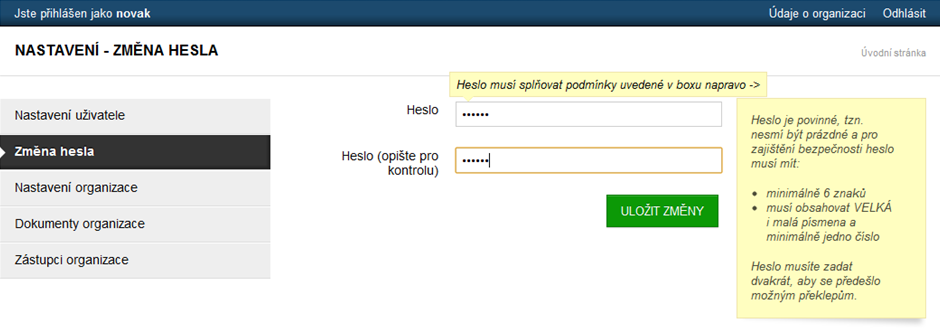 Jste přihlášen jako novak
Údaje o organizaci
Odhlásit
NASTAVENÍ - ZMĚNA HESLA
Úvodní stránka
Nastavení uživatele
Změna hesla
Nastavení organizace
Dokumenty organizace
Zástupci organizace
Heslo musí splňovat podmínky uvedené v boxu napravo ->
Heslo
••••••
Heslo (opište pro
kontrolu)
••••••
ULOŽIT ZMĚNY
Heslo je povinné, tzn.
nesmí být prázdné a pro
zajištění bezpečnosti heslo
musí mít:
• minimálně 6 znaků
• musí obsahovat VELKÁ
i malá písmena a
minimálně jedno číslo
Heslo musíte zadat
dvakrát, aby se předešlo
možným překlepům.